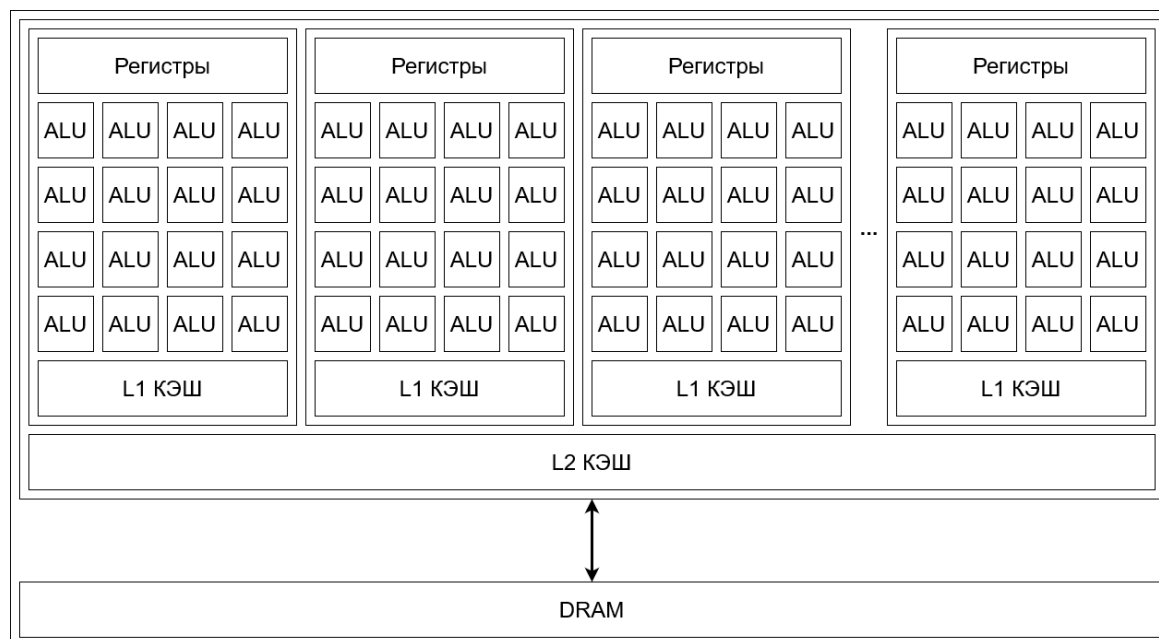 Регистры Регистры Регистры Регистры
ALU ALU ALU ALU ALU ALU ALU ALU ALU ALU ALU ALU ALU ALU ALU ALU
ALU ALU ALU ALU ALU ALU ALU ALU ALU ALU ALU ALU ALU ALU ALU ALU
...
ALU ALU ALU ALU ALU ALU ALU ALU ALU ALU ALU ALU ALU ALU ALU ALU
ALU ALU ALU ALU ALU ALU ALU ALU ALU ALU ALU ALU ALU ALU ALU ALU
L1 КЭШ L1 КЭШ L1 КЭШ L1 КЭШ
L2 КЭШ
DRAM